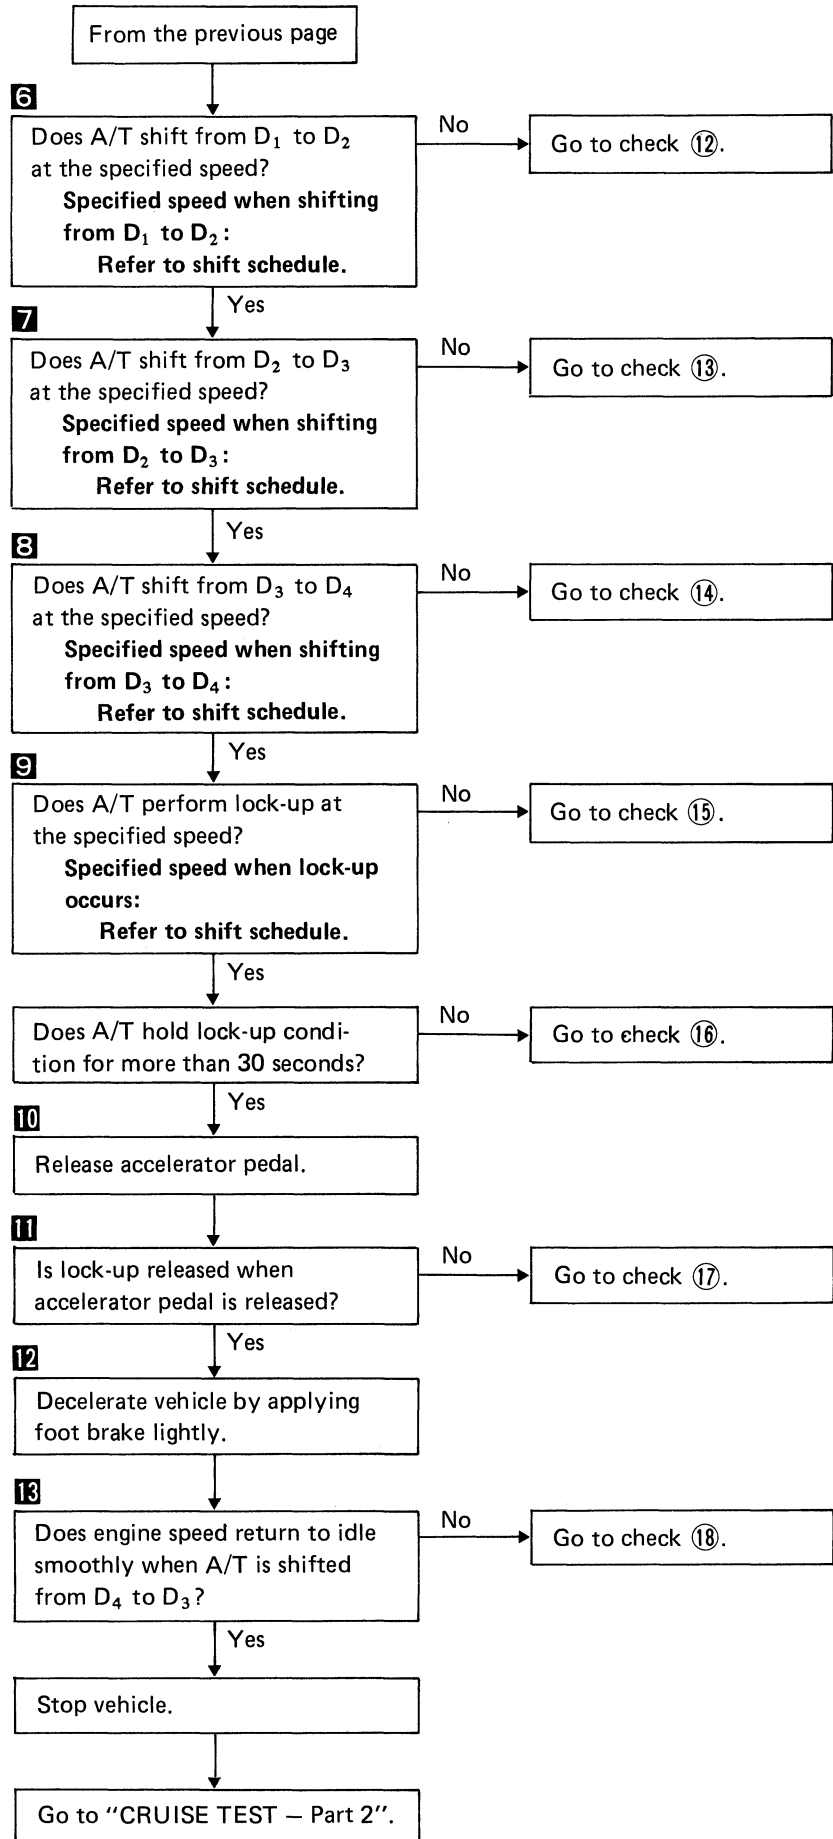 From the previous page
6
Does A/T shift from D₁ to D₂
at the specified speed?
Specified speed when shifting
from D₁ to D₂:
Refer to shift schedule.
No
Go to check ⑫.
Yes
7
Does A/T shift from D₂ to D₃
at the specified speed?
Specified speed when shifting
from D₂ to D₃:
Refer to shift schedule.
No
Go to check ⑬.
Yes
8
Does A/T shift from D₃ to D₄
at the specified speed?
Specified speed when shifting
from D₃ to D₄:
Refer to shift schedule.
No
Go to check ⑭.
Yes
9
Does A/T perform lock-up at
the specified speed?
Specified speed when lock-up
occurs:
Refer to shift schedule.
No
Go to check ⑮.
Yes
Does A/T hold lock-up condi-
tion for more than 30 seconds?
No
Go to check ⑯.
Yes
10
Release accelerator pedal.
11
Is lock-up released when
accelerator pedal is released?
No
Go to check ⑰.
Yes
12
Decelerate vehicle by applying
foot brake lightly.
13
Does engine speed return to idle
smoothly when A/T is shifted
from D₄ to D₃?
No
Go to check ⑱.
Yes
Stop vehicle.
Go to “CRUISE TEST — Part 2”.